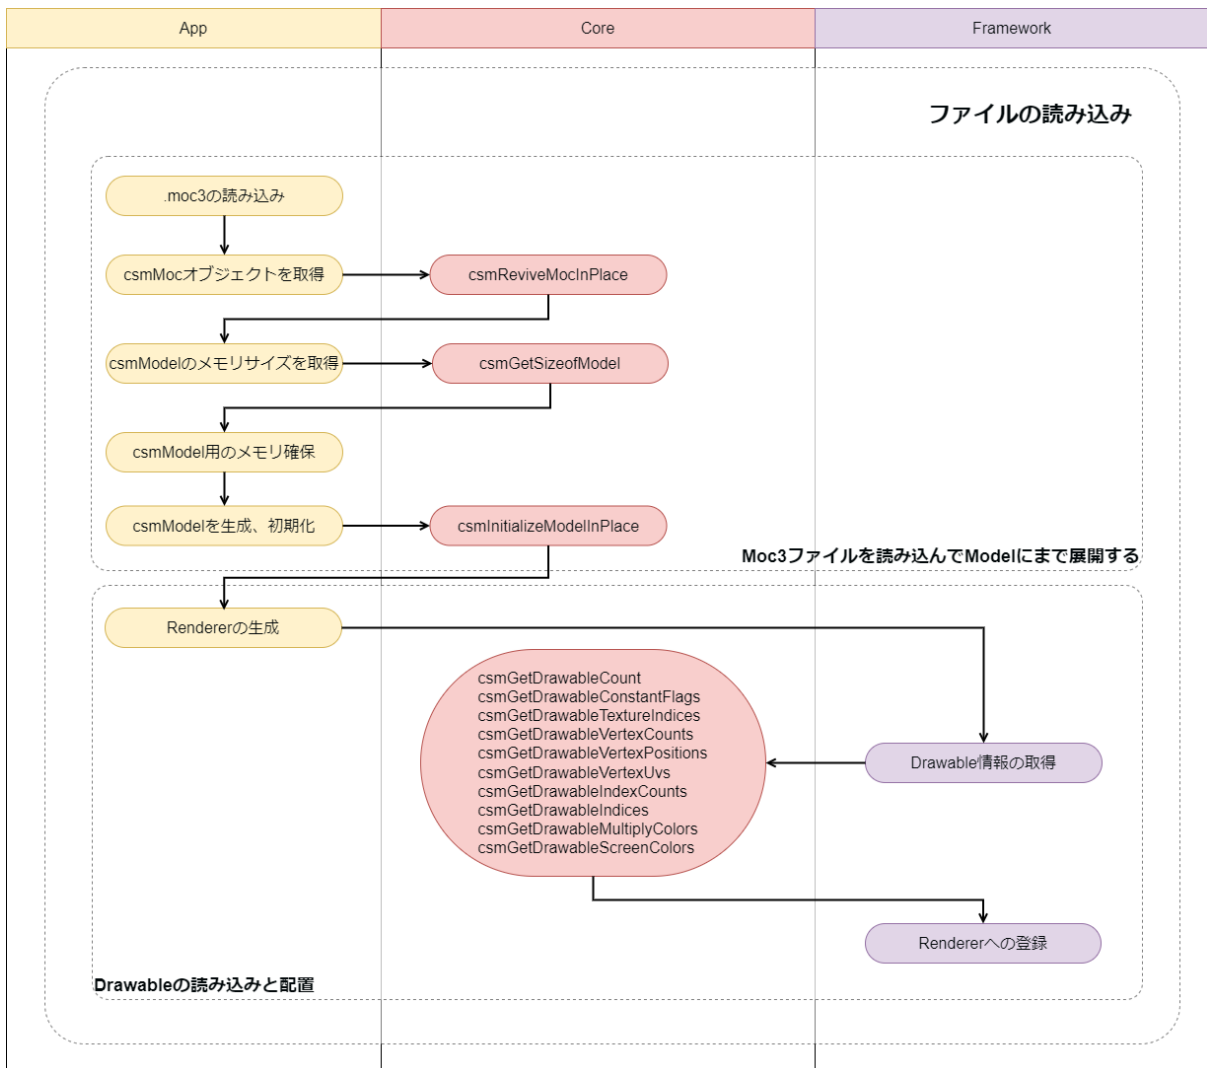 App
Core
Framework
ファイルの読み込み
.moc3の読み込み
csmMocオブジェクトを取得
csmReviveMocInPlace
csmModelのメモリサイズを取得
csmGetSizeofModel
csmModel用のメモリ確保
csmModelを生成、初期化
csmInitializeModelInPlace
Moc3ファイルを読み込んでModelにまで展開する
Rendererの生成
csmGetDrawableCount
csmGetDrawableConstantFlags
csmGetDrawableTextureIndices
csmGetDrawableVertexCounts
csmGetDrawableVertexPositions
csmGetDrawableVertexUvs
csmGetDrawableIndexCounts
csmGetDrawableIndices
csmGetDrawableMultiplyColors
csmGetDrawableScreenColors
Drawable情報の取得
Rendererへの登録
Drawableの読み込みと配置